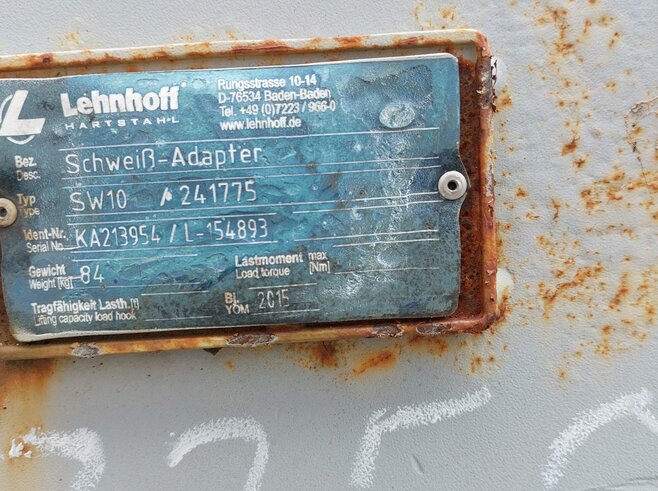 Lehnhoff
HARTSTAHL
Rungsstrasse 10-14
D-76534 Baden-Baden
Tel. +49 (0)7223 / 966-0
www.lehnhoff.de
Bez. Schweiß-Adapter
Desc.
Typ SW10 / 241775
Type
Ident-Nr. KA213954 / L-154893
Serial No.
Gewicht 84 Lastmoment max
Weight [kg] Load torque [Nm]
Tragfähigkeit Lasth. [t] Bj. 2015
Lifting capacity load hook YOM